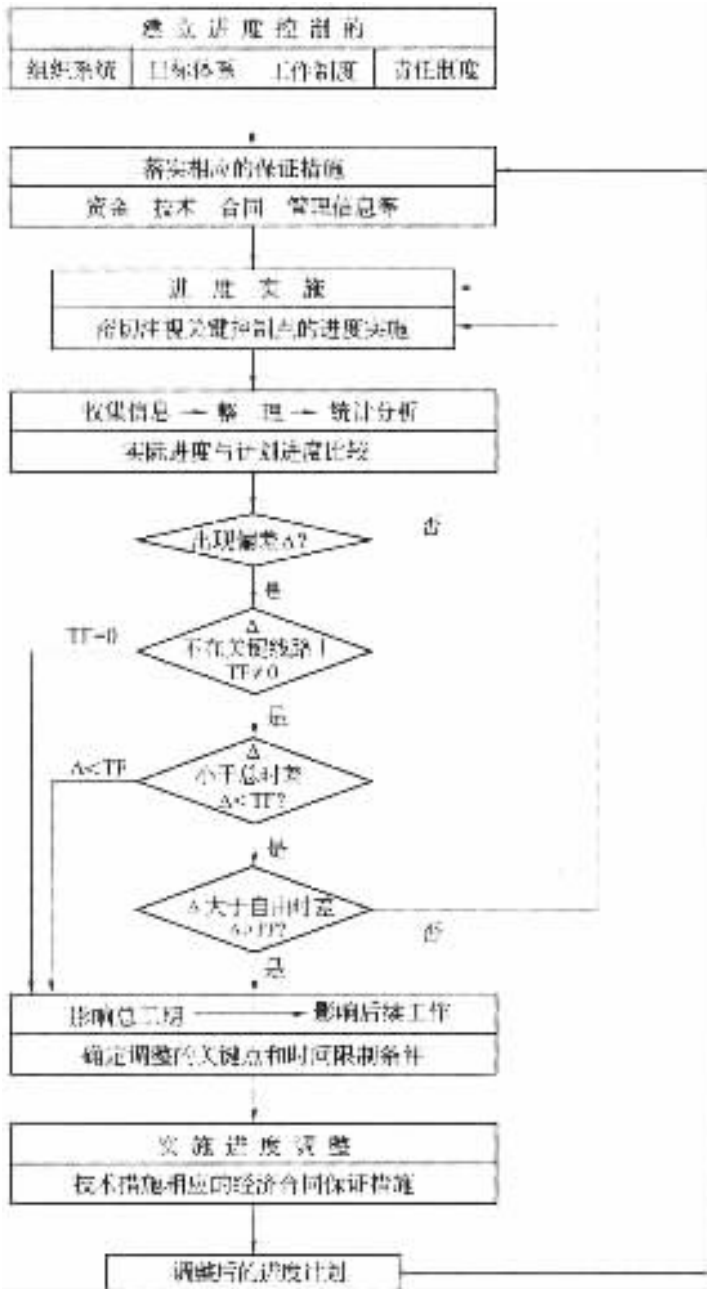 建立进度控制的
组织系统 目标体系 工作制度 责任制度
落实相应的保证措施
资金 技术 合同 管理信息等
进度实施
密切注视关键控制点的进度实施
收集信息 → 整理 → 统计分析
实际进度与计划进度比较
出现偏差Δ?
否
是
TF=0
Δ
不在关键线路上
TF≠0
是
Δ<TF
Δ
小于总时差
Δ<TF?
是
Δ大于自由时差
Δ>FF?
否
是
影响总工期 → 影响后续工作
确定调整的关键点和时间限制条件
实施进度调整
技术措施相应的经济合同保证措施
调整后的进度计划